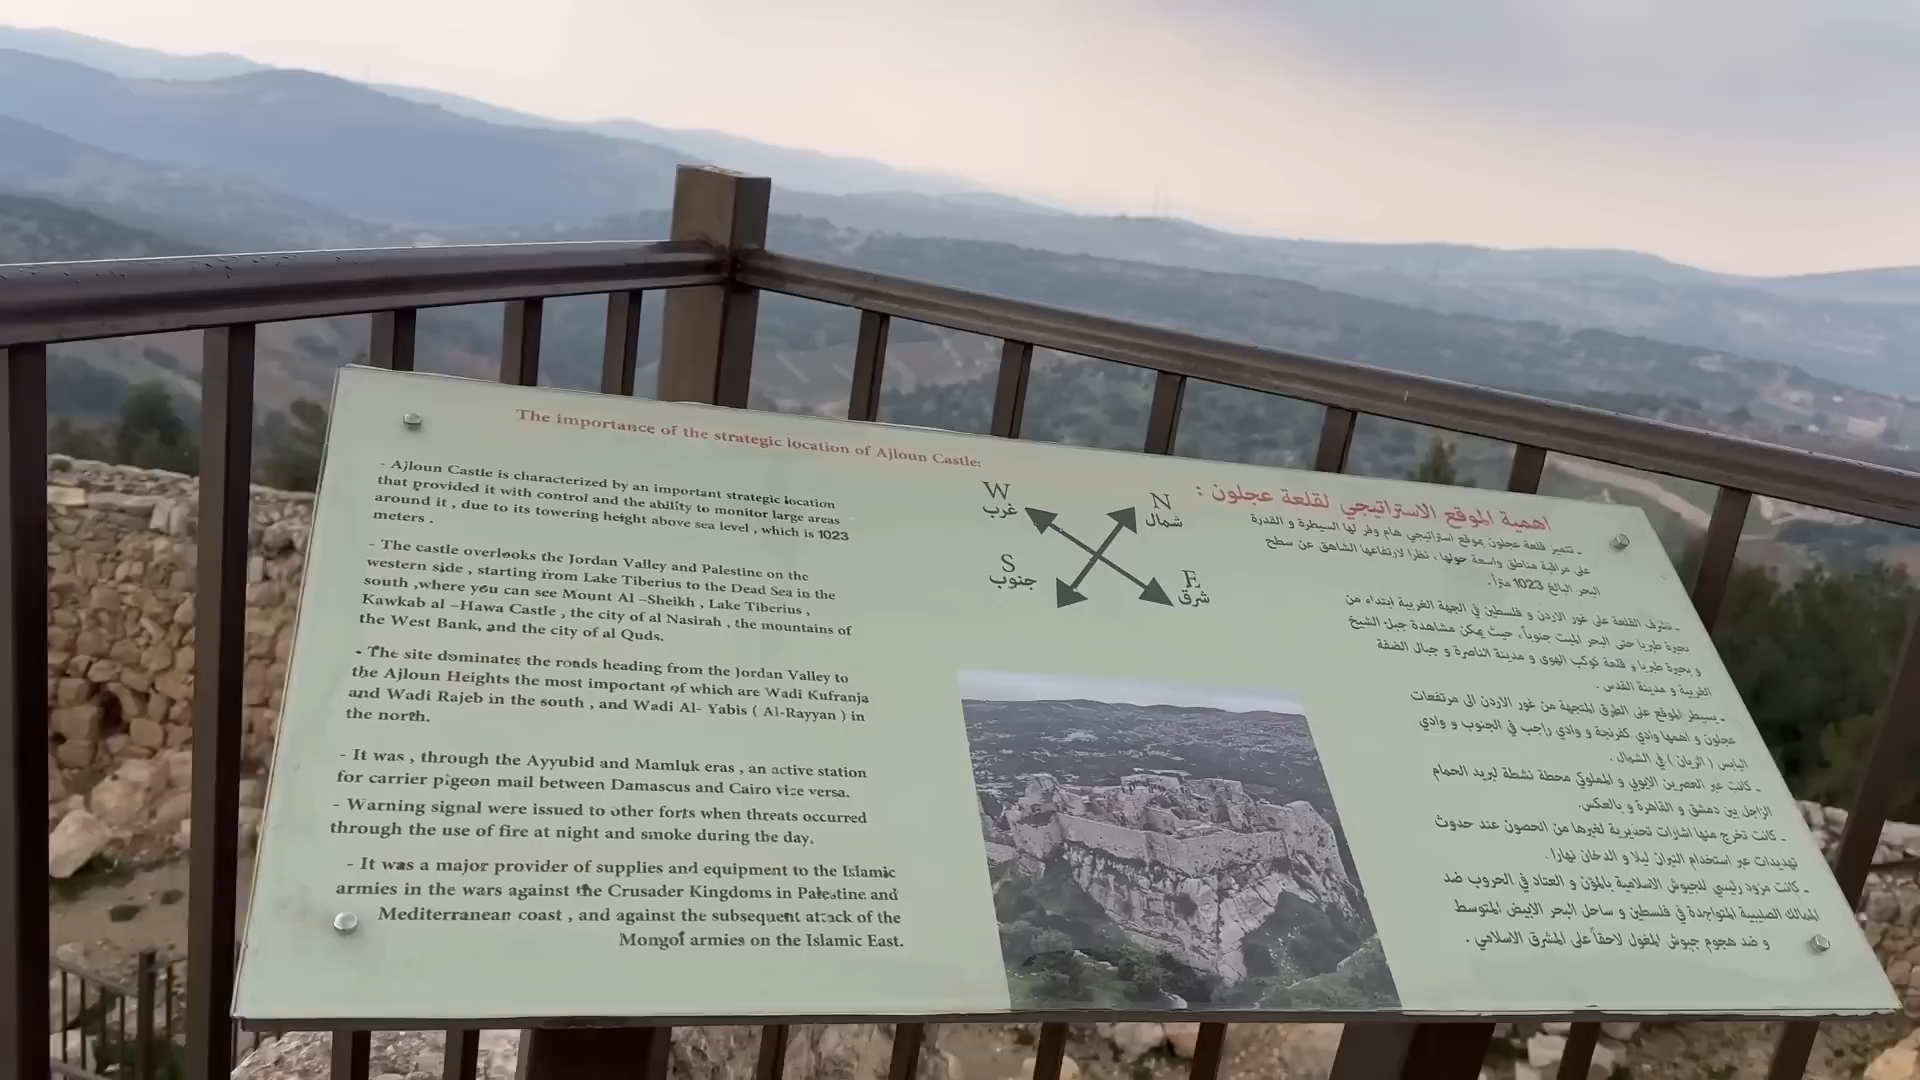 The importance of the strategic location of Ajloun Castle:
- Ajloun Castle is characterized by an important strategic location
that provided it with control and the ability to monitor large areas
around it , due to its towering height above sea level , which is 1023
meters .
- The castle overlooks the Jordan Valley and Palestine on the
western side , starting from Lake Tiberius to the Dead Sea in the
south ,where you can see Mount Al –Sheikh , Lake Tiberius ,
Kawkab al –Hawa Castle , the city of al Nasirah , the mountains of
the West Bank, and the city of al Quds.
- The site dominates the roads heading from the Jordan Valley to
the Ajloun Heights the most important of which are Wadi Kufranja
and Wadi Rajeb in the south , and Wadi Al- Yabis ( Al-Rayyan ) in
the north.
- It was , through the Ayyubid and Mamluk eras , an active station
for carrier pigeon mail between Damascus and Cairo vize versa.
- Warning signal were issued to other forts when threats occurred
through the use of fire at night and smoke during the day.
- It was a major provider of supplies and equipment to the Islamic
armies in the wars against the Crusader Kingdoms in Palestine and
Mediterranean coast , and against the subsequent attack of the
Mongol armies on the Islamic East.
W
غرب
N
شمال
S
جنوب
E
شرق
اهمية الموقع الاستراتيجي لقلعة عجلون :
ـ تتميز قلعة عجلون بموقع استراتيجي هام وفر لها السيطرة و القدرة
على مراقبة مناطق واسعة حولها ، نظرا لارتفاعها الشاهق عن سطح
البحر البالغ 1023 متراً .
ـ تشرف القلعة على غور الاردن و فلسطين في الجهة الغربية ابتداء من
بحيرة طبريا حتى البحر الميت جنوباً ، حيث يمكن مشاهدة جبل الشيخ
و بحيرة طبريا و قلعة كوكب الهوى و مدينة الناصرة و جبال الضفة
الغربية و مدينة القدس .
ـ يسيطر الموقع على الطرق المتجهة من غور الاردن الى مرتفعات
عجلون و اهمها وادي كفرنجة و وادي راجب في الجنوب و وادي
اليابس ( الريان ) في الشمال .
ـ كانت عبر العصرين الايوبي و المملوكي محطة نشطة لبريد الحمام
الزاجل بين دمشق و القاهرة و بالعكس.
ـ كانت تخرج منها اشارات تحذيرية لغيرها من الحصون عند حدوث
تهديدات عبر استخدام النيران ليلا و الدخان نهارا .
ـ كانت مزود رئيسي للجيوش الاسلامية بالمؤن و العتاد في الحروب ضد
الممالك الصليبية المتواجدة في فلسطين و ساحل البحر الابيض المتوسط
و ضد هجوم جيوش المغول لاحقاً على المشرق الاسلامي .